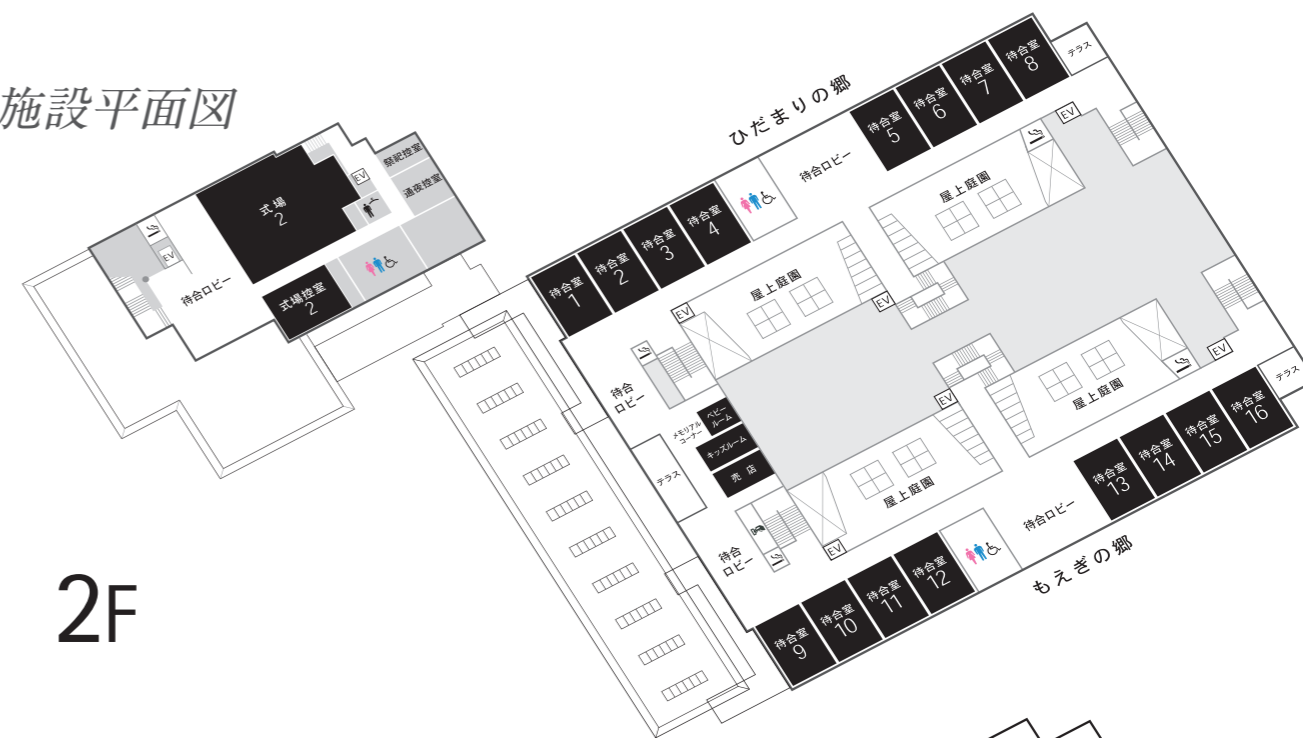 施設平面図
2F
式場
2
EV
祭祀控室
通夜控室
EV
待合ロビー
式場控室
2
ひだまりの郷
待合室
1
待合室
2
待合室
3
待合室
4
待合ロビー
待合室
5
待合室
6
待合室
7
待合室
8
テラス
EV
屋上庭園
屋上庭園
EV
EV
待合
ロビー
メモリアル
コーナー
ベビー
ルーム
キッズルーム
売店
テラス
待合
ロビー
EV
屋上庭園
EV
屋上庭園
EV
テラス
待合室
9
待合室
10
待合室
11
待合室
12
待合ロビー
待合室
13
待合室
14
待合室
15
待合室
16
もえぎの郷